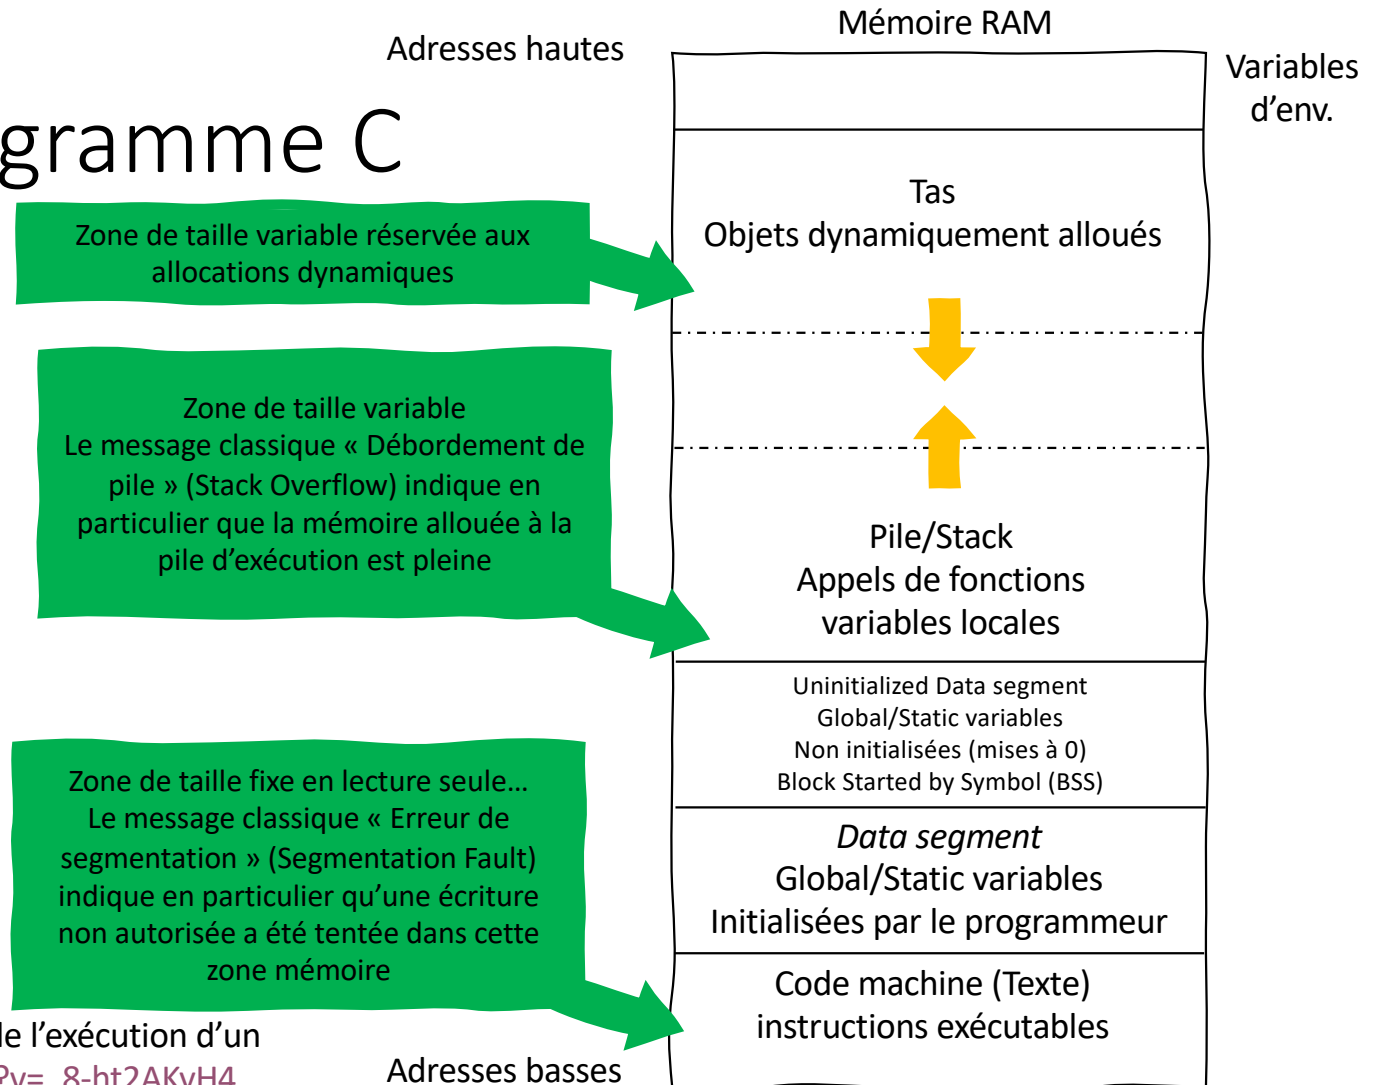 Mémoire RAM
Adresses hautes
Variables
d’env.
gramme C
Zone de taille variable réservée aux
allocations dynamiques
Tas
Objets dynamiquement alloués
Zone de taille variable
Le message classique « Débordement de
pile » (Stack Overflow) indique en
particulier que la mémoire allouée à la
pile d’exécution est pleine
Pile/Stack
Appels de fonctions
variables locales
Uninitialized Data segment
Global/Static variables
Non initialisées (mises à 0)
Block Started by Symbol (BSS)
Zone de taille fixe en lecture seule…
Le message classique « Erreur de
segmentation » (Segmentation Fault)
indique en particulier qu’une écriture
non autorisée a été tentée dans cette
zone mémoire
Data segment
Global/Static variables
Initialisées par le programmeur
Code machine (Texte)
instructions exécutables
de l’exécution d’un
Adresses basses